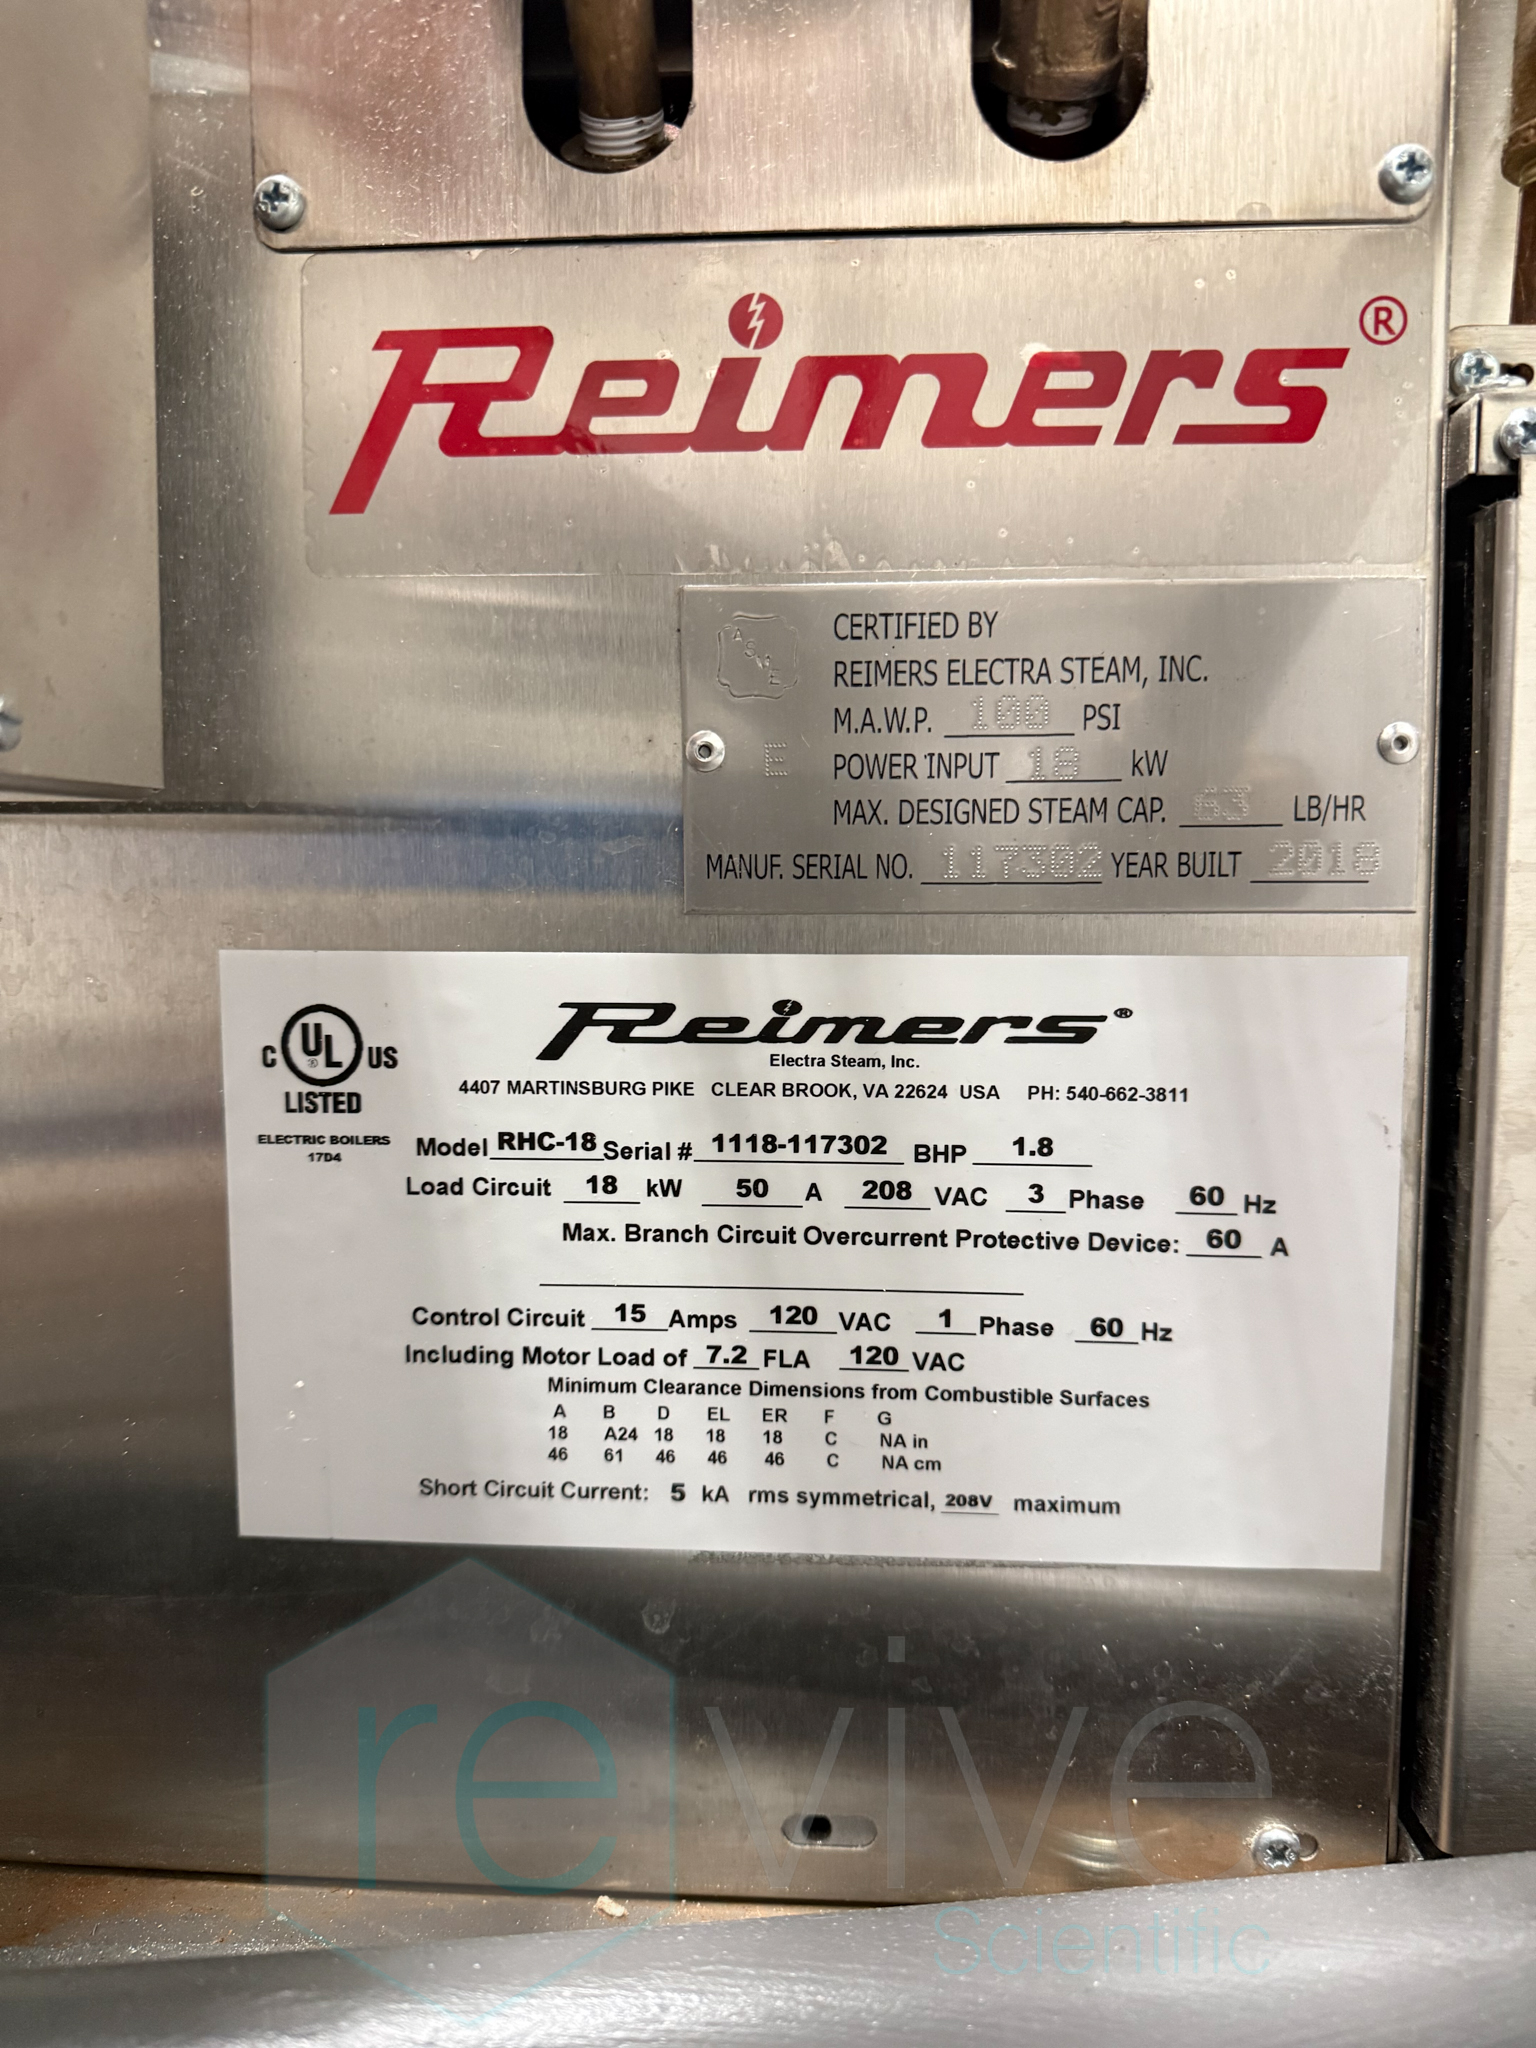 Reimers®
ASME
CERTIFIED BY
REIMERS ELECTRA STEAM, INC.
M.A.W.P. 100 PSI
E POWER INPUT 18 kW
MAX. DESIGNED STEAM CAP. 63 LB/HR
MANUF. SERIAL NO. 117302 YEAR BUILT 2018
C UL® US
LISTED
ELECTRIC BOILERS
17D4
Reimers®
Electra Steam, Inc.
4407 MARTINSBURG PIKE CLEAR BROOK, VA 22624 USA PH: 540-662-3811
Model RHC-18 Serial # 1118-117302 BHP 1.8
Load Circuit 18 kW 50 A 208 VAC 3 Phase 60 Hz
Max. Branch Circuit Overcurrent Protective Device: 60 A
Control Circuit 15 Amps 120 VAC 1 Phase 60 Hz
Including Motor Load of 7.2 FLA 120 VAC
Minimum Clearance Dimensions from Combustible Surfaces
A B D EL ER F G
18 A24 18 18 18 C NA in
46 61 46 46 46 C NA cm
Short Circuit Current: 5 kA rms symmetrical, 208V maximum
revive
Scientific